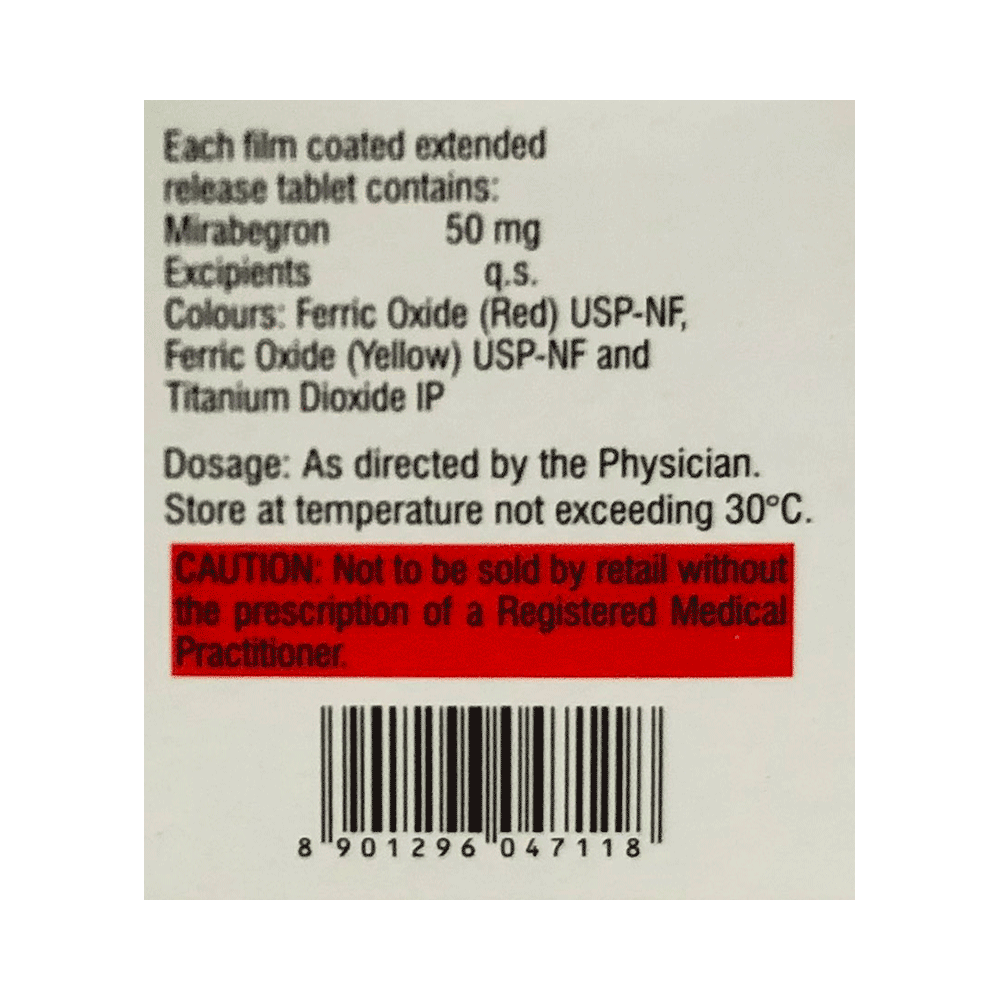 Each film coated extended
release tablet contains:
Mirabegron 50 mg
Excipients q.s.
Colours: Ferric Oxide (Red) USP-NF,
Ferric Oxide (Yellow) USP-NF and
Titanium Dioxide IP
Dosage: As directed by the Physician.
Store at temperature not exceeding 30°C.
CAUTION: Not to be sold by retail without
the prescription of a Registered Medical
Practitioner.
8 901296 047118